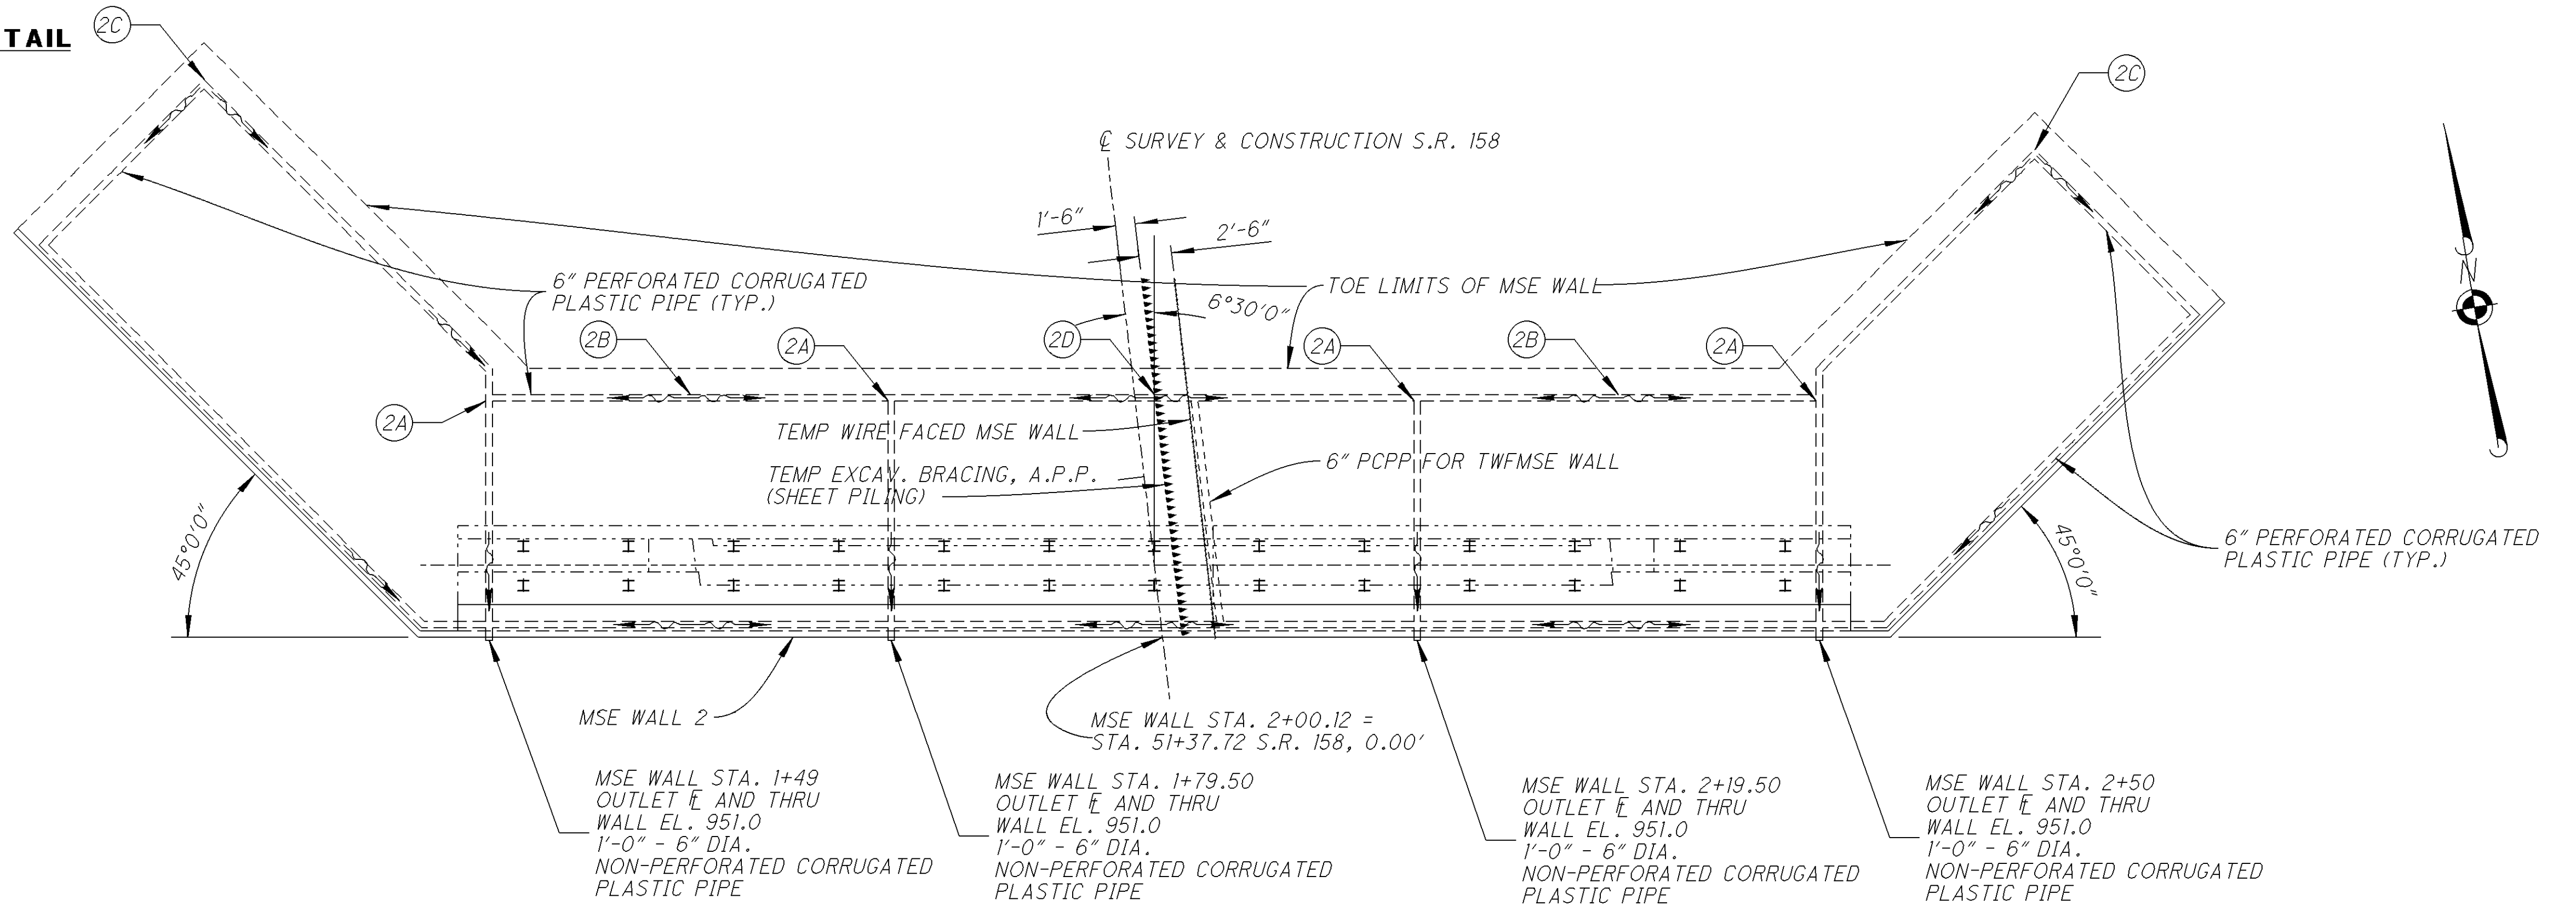 TAIL
2C
2C
℄ SURVEY & CONSTRUCTION S.R. 158
1'-6"
2'-6"
6°30'0"
6" PERFORATED CORRUGATED
PLASTIC PIPE (TYP.)
TOE LIMITS OF MSE WALL
N
2B
2A
2D
2A
2B
2A
2A
TEMP WIRE FACED MSE WALL
TEMP EXCAV. BRACING, A.P.P.
(SHEET PILING)
6" PCPP FOR TWFMSE WALL
45°0'0"
45°0'0"
6" PERFORATED CORRUGATED
PLASTIC PIPE (TYP.)
MSE WALL 2
MSE WALL STA. 2+00.12 =
STA. 51+37.72 S.R. 158, 0.00'
MSE WALL STA. 1+49
OUTLET ⅊ AND THRU
WALL EL. 951.0
1'-0" - 6" DIA.
NON-PERFORATED CORRUGATED
PLASTIC PIPE
MSE WALL STA. 1+79.50
OUTLET ⅊ AND THRU
WALL EL. 951.0
1'-0" - 6" DIA.
NON-PERFORATED CORRUGATED
PLASTIC PIPE
MSE WALL STA. 2+19.50
OUTLET ⅊ AND THRU
WALL EL. 951.0
1'-0" - 6" DIA.
NON-PERFORATED CORRUGATED
PLASTIC PIPE
MSE WALL STA. 2+50
OUTLET ⅊ AND THRU
WALL EL. 951.0
1'-0" - 6" DIA.
NON-PERFORATED CORRUGATED
PLASTIC PIPE